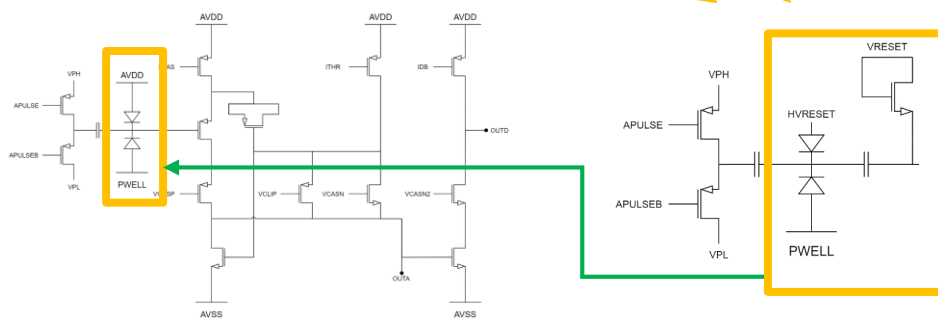 AVDD
AVDD
AVDD
AVDD
ITHR
IDB
VPH
APULSE
APULSEB
VPL
PWELL
VCLIP
VCASN
VCASN2
OUTD
OUTA
AVSS
AVSS
VRESET
VPH
HVRESET
APULSE
APULSEB
VPL
PWELL